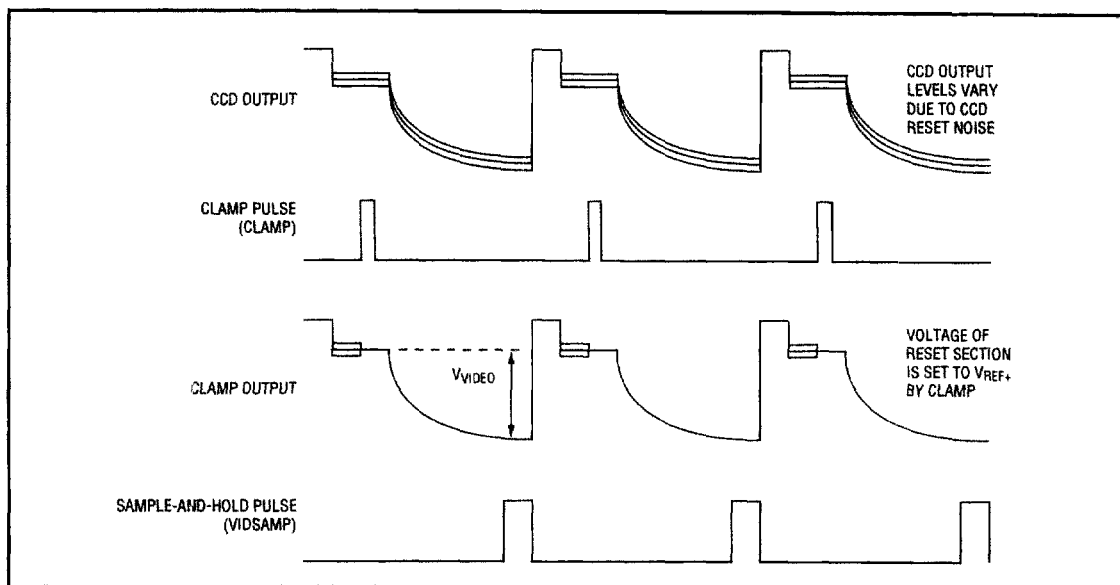 CCD OUTPUT
CCD OUTPUT
LEVELS VARY
DUE TO CCD
RESET NOISE
CLAMP PULSE
(CLAMP)
CLAMP OUTPUT
VVIDEO
VOLTAGE OF
RESET SECTION
IS SET TO VREF+
BY CLAMP
SAMPLE-AND-HOLD PULSE
(VIDSAMP)